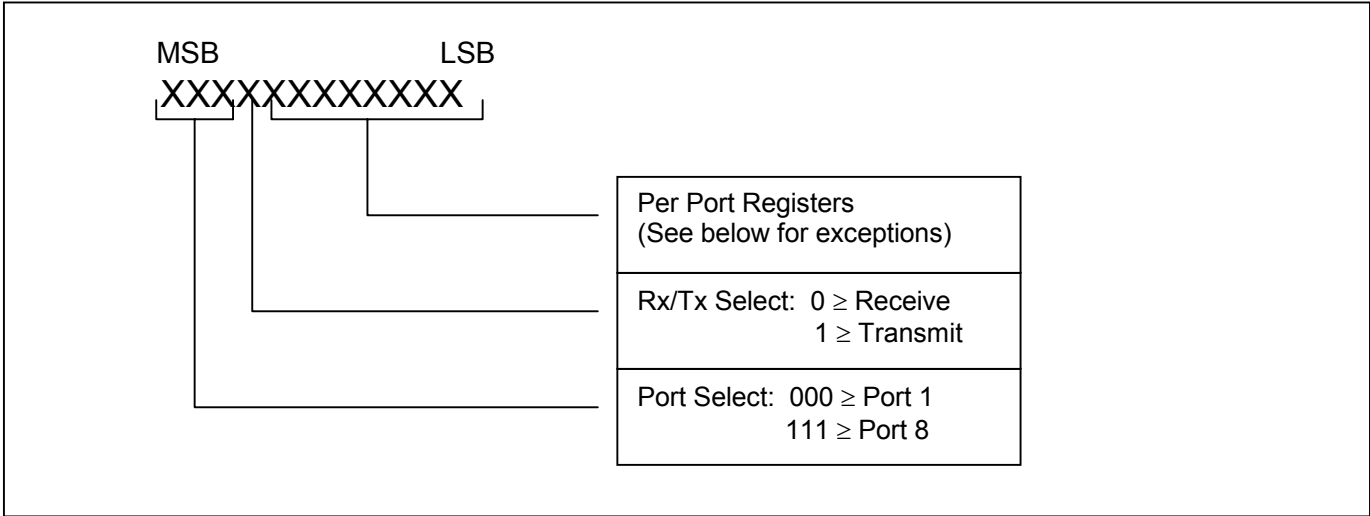 MSB LSB
XXXXXXXXXXXXX
Per Port Registers
(See below for exceptions)
Rx/Tx Select: 0 ≥ Receive
1 ≥ Transmit
Port Select: 000 ≥ Port 1
111 ≥ Port 8